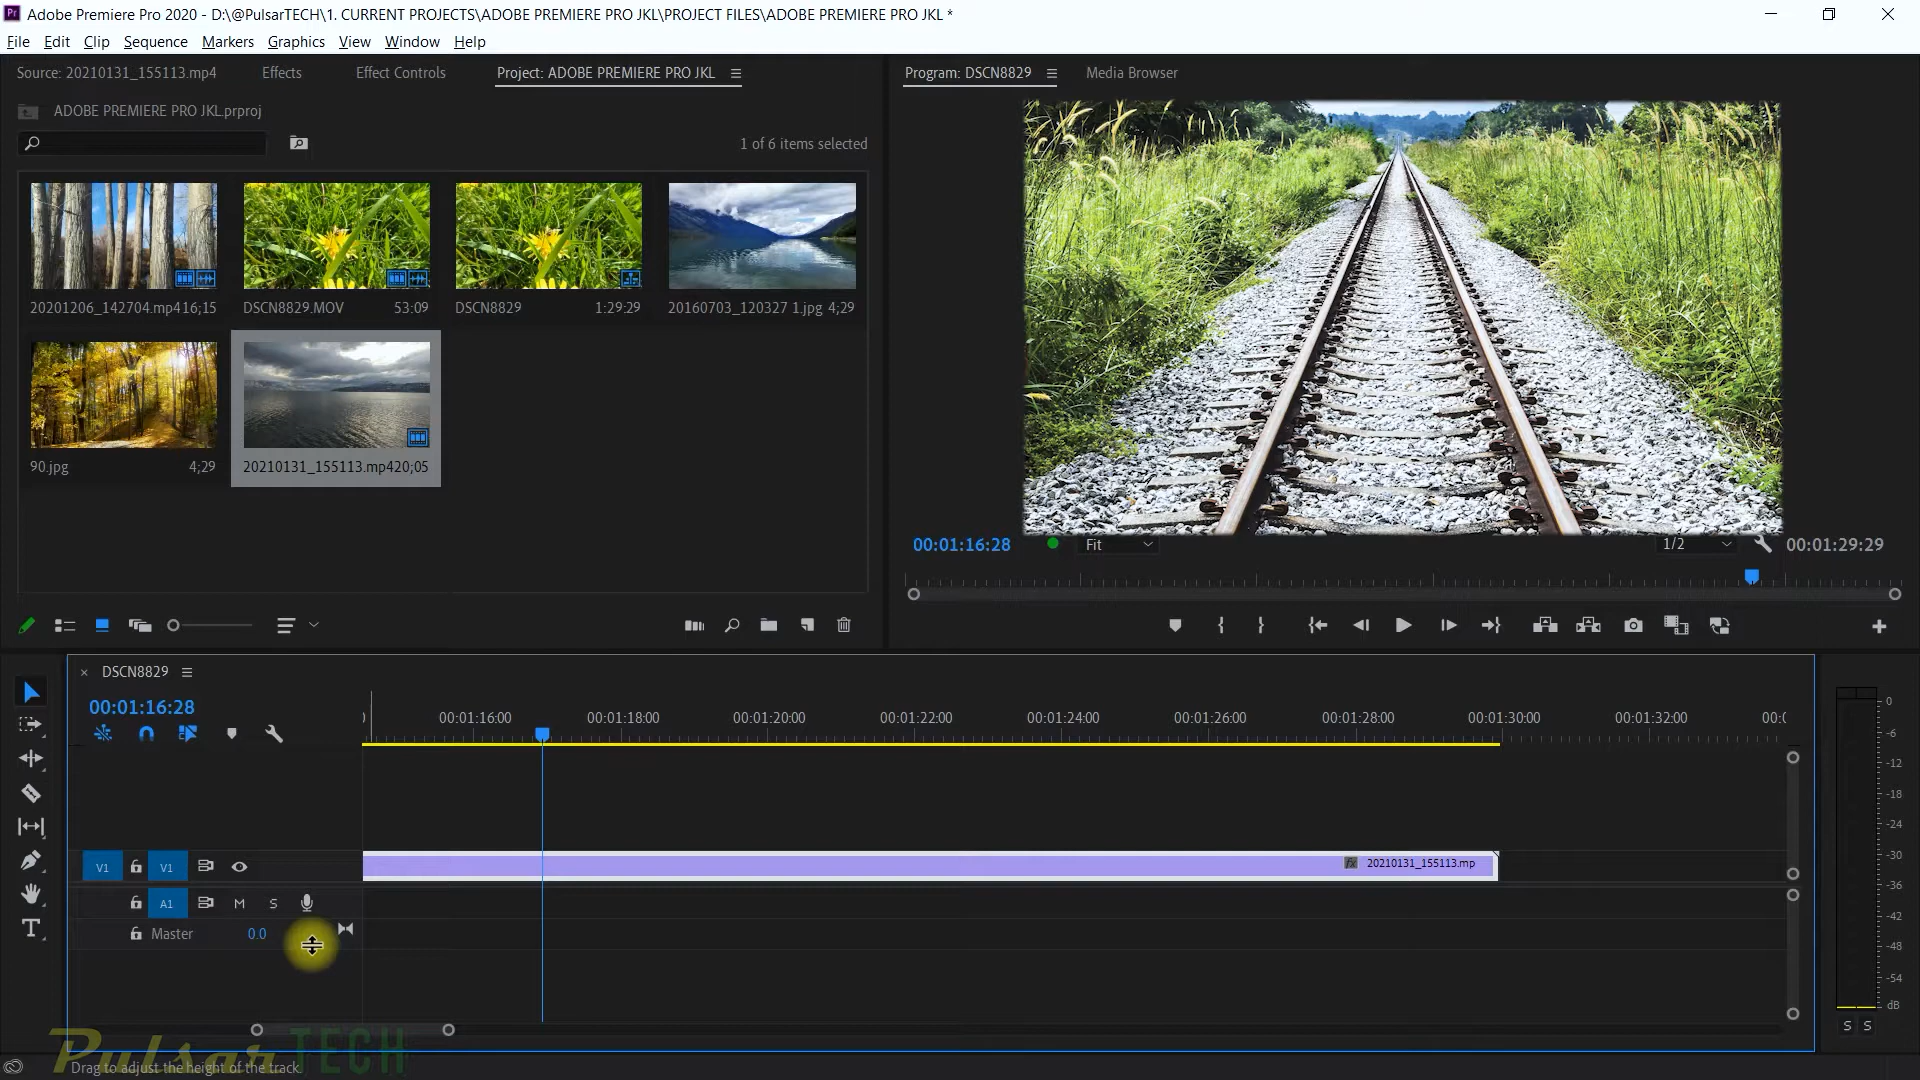 Pr Adobe Premiere Pro 2020 - D:\@PulsarTECH\1. CURRENT PROJECTS\ADOBE PREMIERE PRO JKL\PROJECT FILES\ADOBE PREMIERE PRO JKL *
File Edit Clip Sequence Markers Graphics View Window Help
Source: 20210131_155113.mp4 Effects Effect Controls Project: ADOBE PREMIERE PRO JKL Program: DSCN8829 Media Browser
ADOBE PREMIERE PRO JKL.prproj
1 of 6 items selected
20201206_142704.mp4 16;15 DSCN8829.MOV 53:09 DSCN8829 1:29:29 20160703_120327 1.jpg 4;29
90.jpg 4;29 20210131_155113.mp4 20;05
00:01:16:28 Fit 1/2 00:01:29:29
DSCN8829
00:01:16:28
00:01:16:00 00:01:18:00 00:01:20:00 00:01:22:00 00:01:24:00 00:01:26:00 00:01:28:00 00:01:30:00 00:01:32:00
V1 V1 fx 20210131_155113.mp
A1 M S
Master 0.0
0
-6
-12
-18
-24
-30
-36
-42
-48
-54
dB
S S
PulsarTECH
Drag to adjust the height of the track.